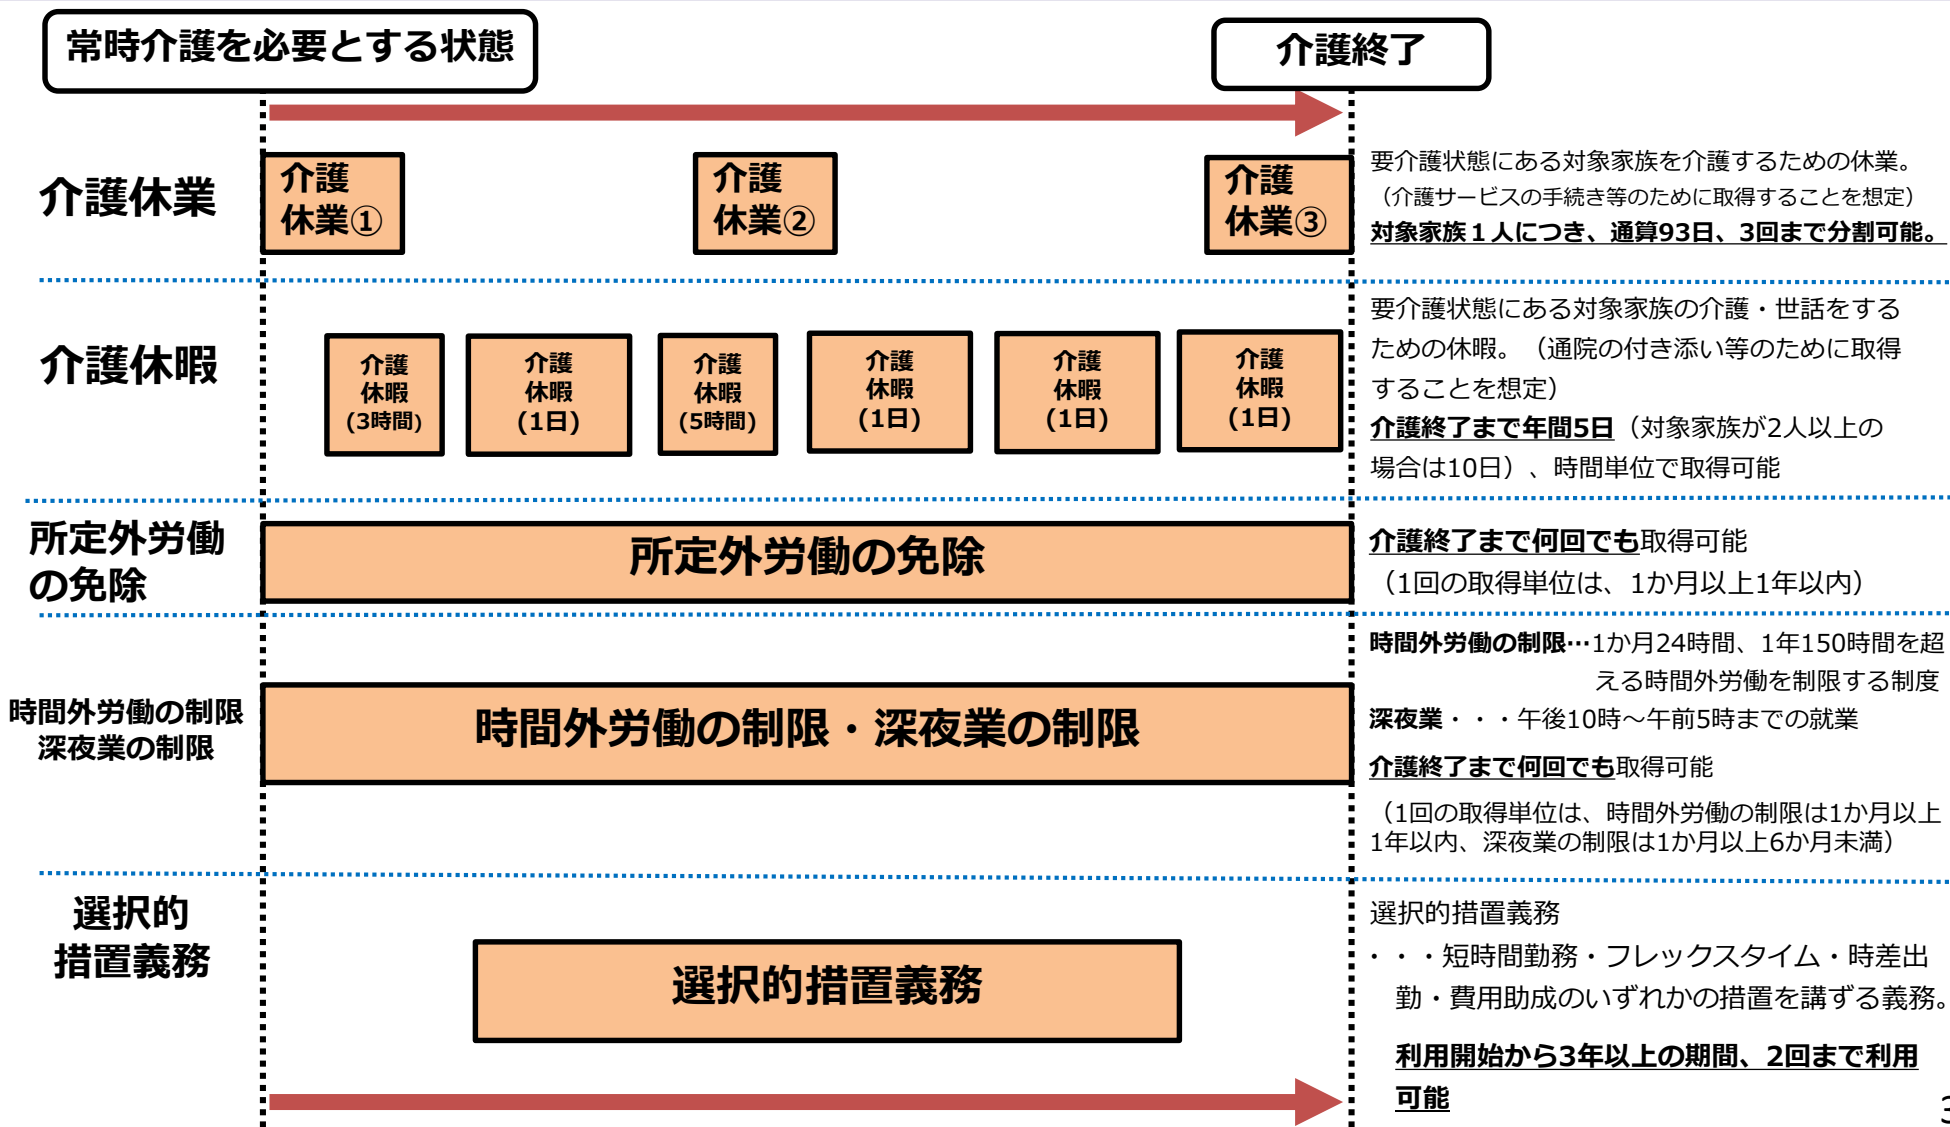 常時介護を必要とする状態
介護終了
介護休業
介護
休業①
介護
休業②
介護
休業③
要介護状態にある対象家族を介護するための休業。
（介護サービスの手続き等のために取得することを想定）
対象家族１人につき、通算93日、3回まで分割可能。
介護休暇
介護
休暇
(3時間)
介護
休暇
(1日)
介護
休暇
(5時間)
介護
休暇
(1日)
介護
休暇
(1日)
介護
休暇
(1日)
要介護状態にある対象家族の介護・世話をする
ための休暇。（通院の付き添い等のために取得
することを想定）
介護終了まで年間5日（対象家族が2人以上の
場合は10日）、時間単位で取得可能
所定外労働
の免除
所定外労働の免除
介護終了まで何回でも取得可能
（1回の取得単位は、1か月以上1年以内）
時間外労働の制限
深夜業の制限
時間外労働の制限・深夜業の制限
時間外労働の制限…1か月24時間、1年150時間を超
える時間外労働を制限する制度
深夜業・・・午後10時～午前5時までの就業
介護終了まで何回でも取得可能
（1回の取得単位は、時間外労働の制限は1か月以上
1年以内、深夜業の制限は1か月以上6か月未満）
選択的
措置義務
選択的措置義務
選択的措置義務
・・・短時間勤務・フレックスタイム・時差出
勤・費用助成のいずれかの措置を講ずる義務。
利用開始から3年以上の期間、2回まで利用
可能